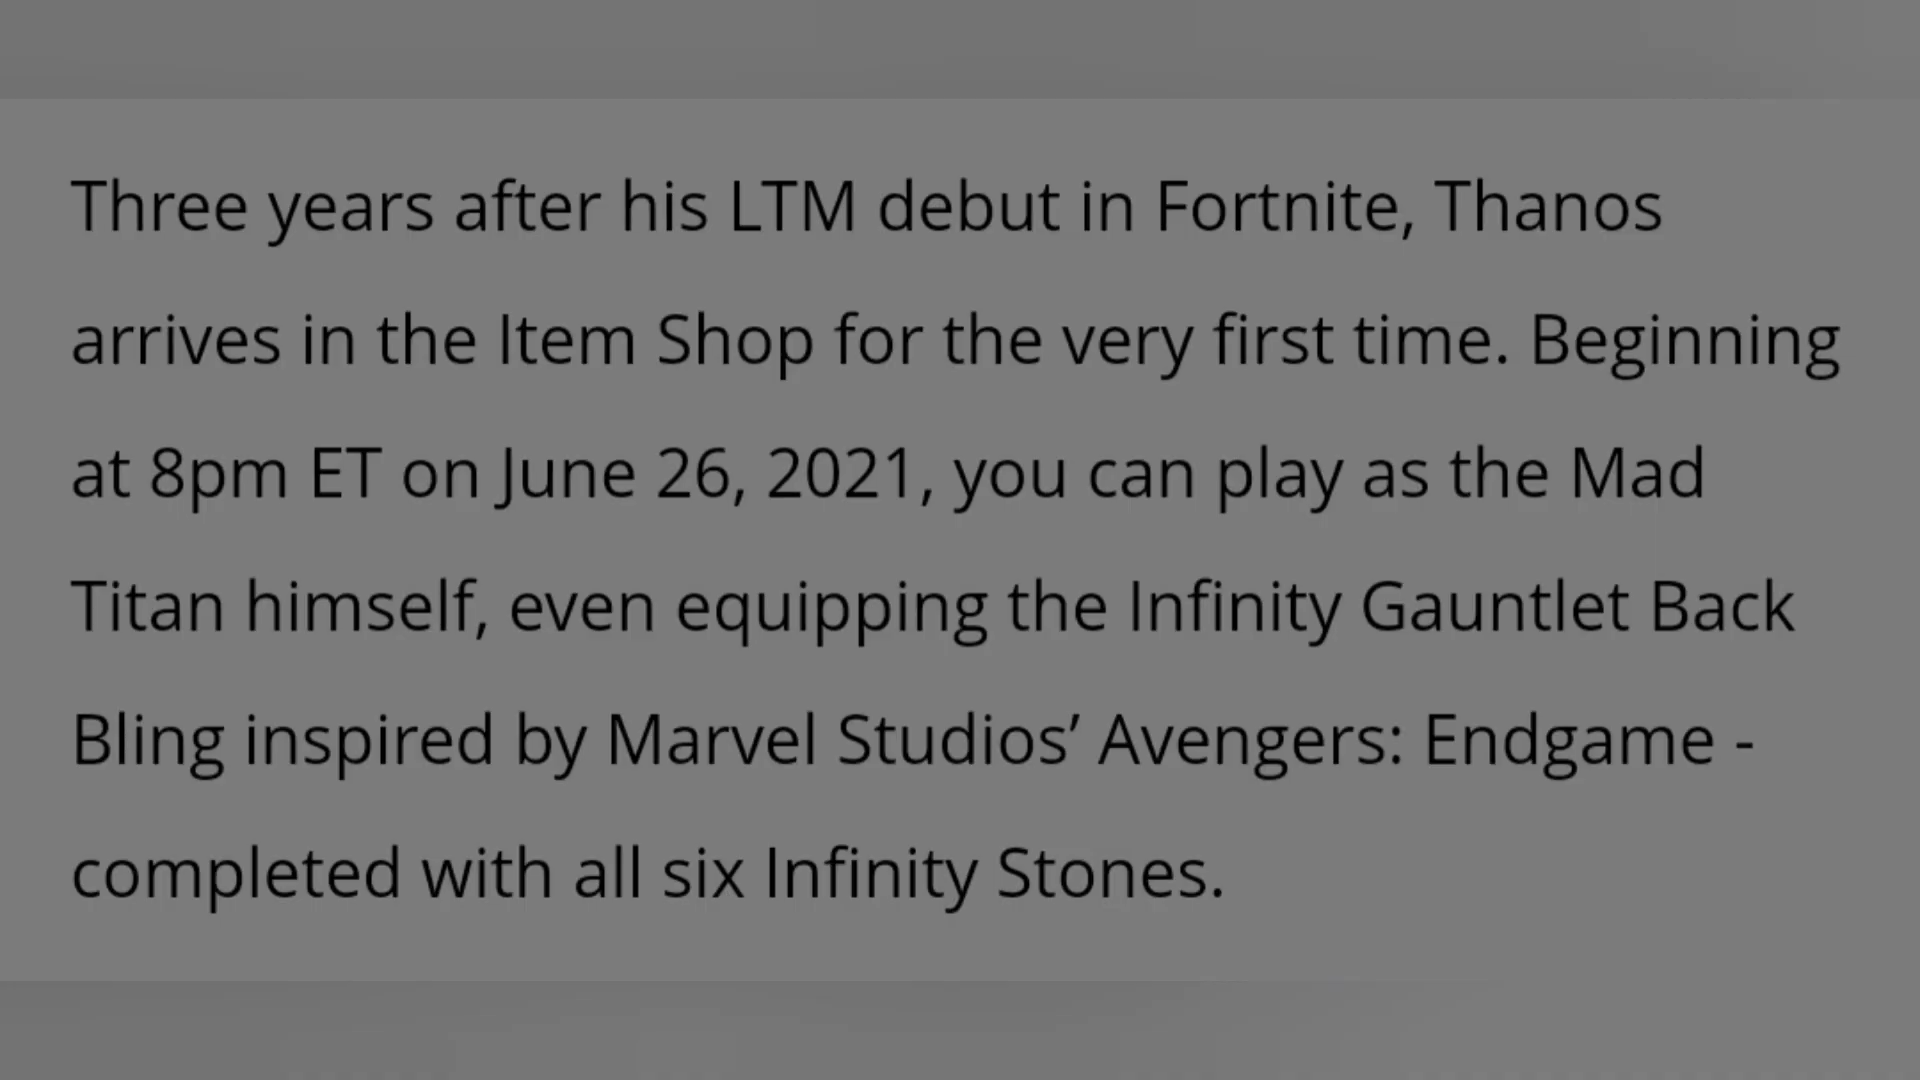 Three years after his LTM debut in Fortnite, Thanos
arrives in the Item Shop for the very first time. Beginning
at 8pm ET on June 26, 2021, you can play as the Mad
Titan himself, even equipping the Infinity Gauntlet Back
Bling inspired by Marvel Studios’ Avengers: Endgame -
completed with all six Infinity Stones.